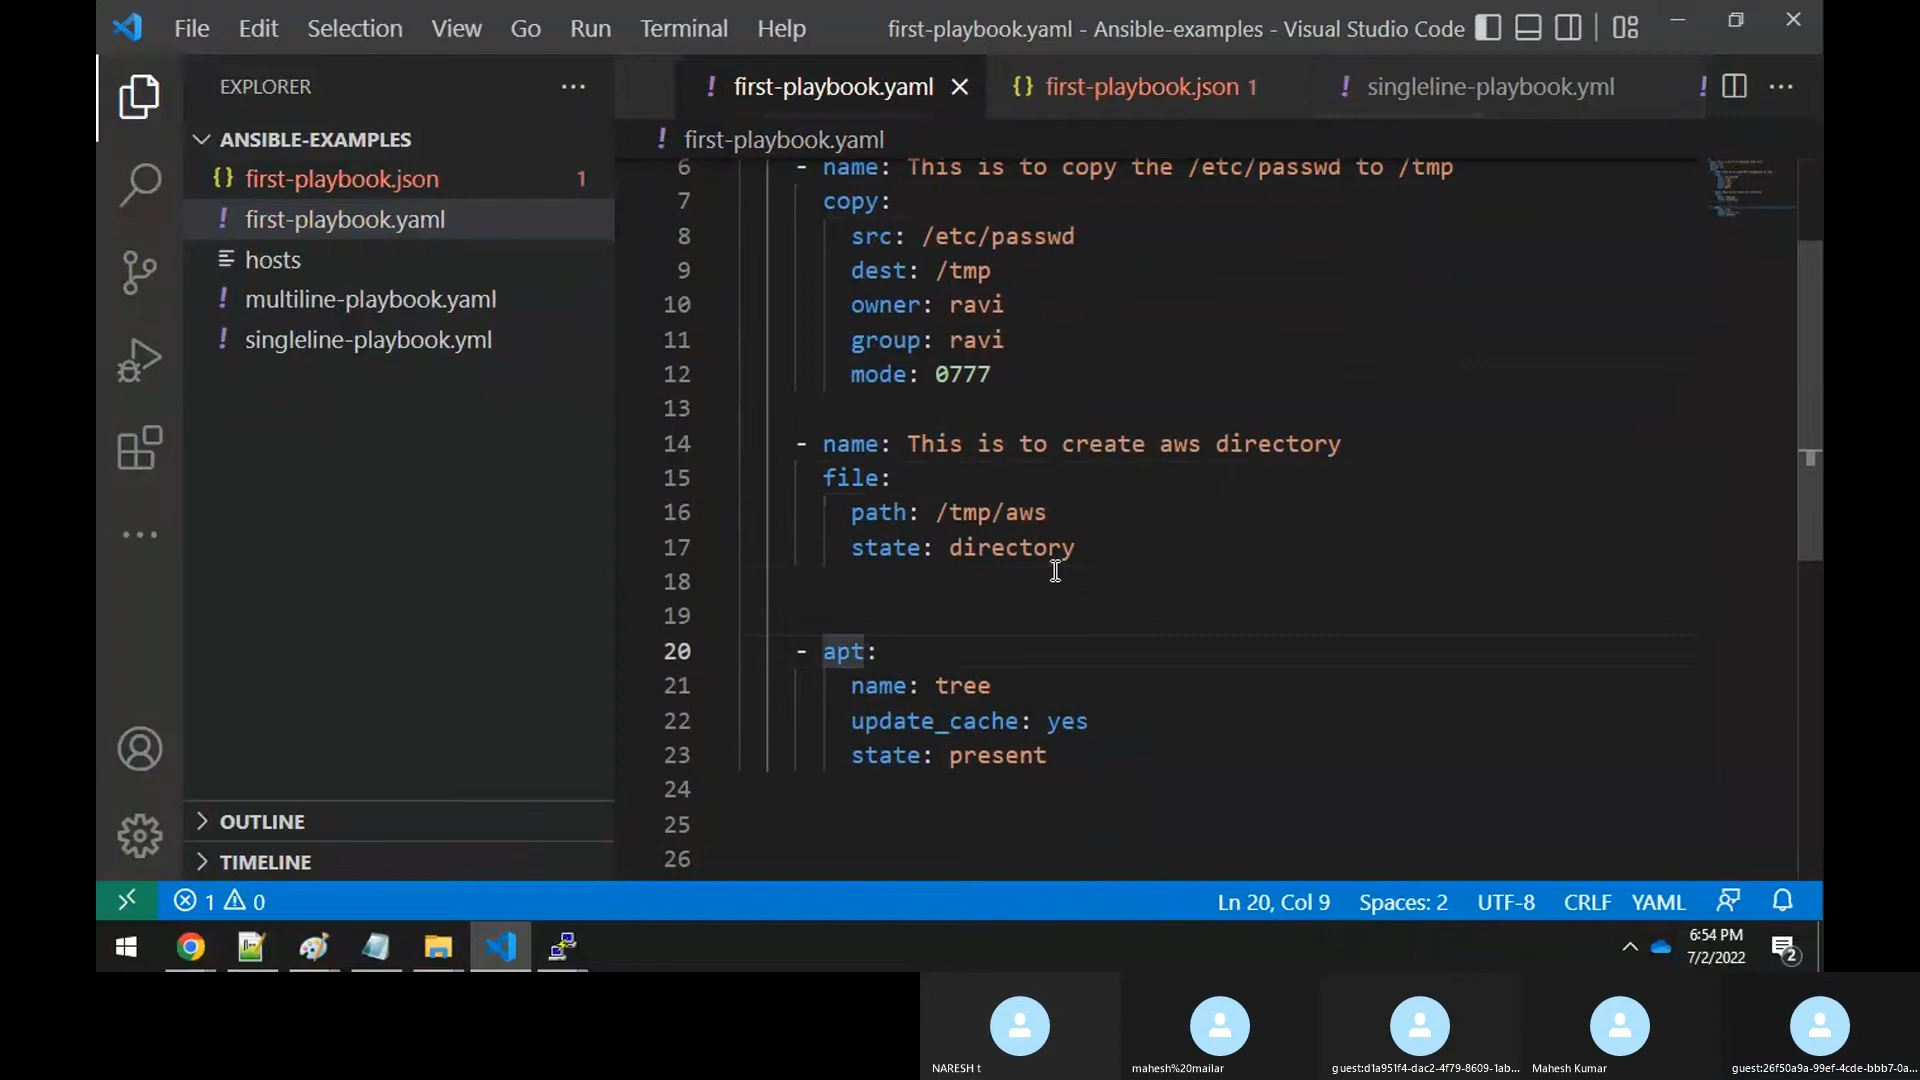 File Edit Selection View Go Run Terminal Help first-playbook.yaml - Ansible-examples - Visual Studio Code
EXPLORER
ANSIBLE-EXAMPLES
{} first-playbook.json 1
! first-playbook.yaml
hosts
! multiline-playbook.yaml
! singleline-playbook.yml
OUTLINE
TIMELINE
! first-playbook.yaml {} first-playbook.json 1 ! singleline-playbook.yml !
! first-playbook.yaml
6 - name: This is to copy the /etc/passwd to /tmp
7 copy:
8 src: /etc/passwd
9 dest: /tmp
10 owner: ravi
11 group: ravi
12 mode: 0777
13
14 - name: This is to create aws directory
15 file:
16 path: /tmp/aws
17 state: directory
18
19
20 - apt:
21 name: tree
22 update_cache: yes
23 state: present
24
25
26
1 0 Ln 20, Col 9 Spaces: 2 UTF-8 CRLF YAML
6:54 PM
7/2/2022
2
NARESH t
mahesh%20mailar
guest:d1a951f4-dac2-4f79-8609-1ab...
Mahesh Kumar
guest:26f50a9a-99ef-4cde-bbb7-0a...